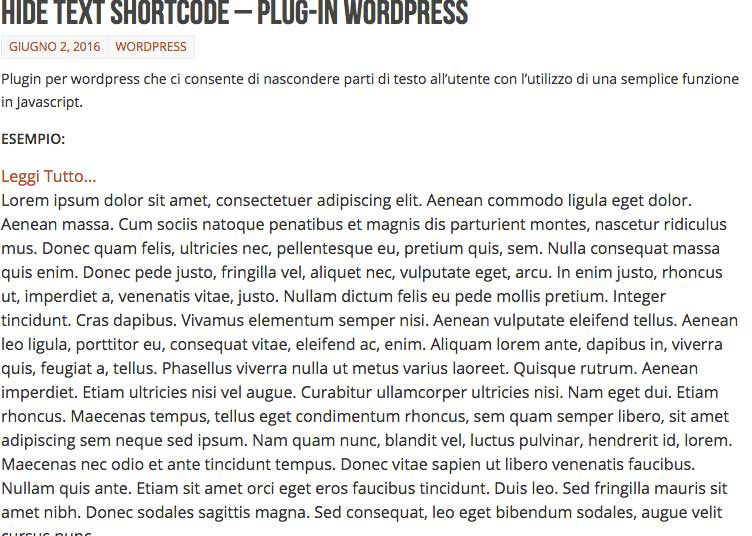 HIDE TEXT SHORTCODE – PLUG-IN WORDPRESS
GIUGNO 2, 2016 WORDPRESS
Plugin per wordpress che ci consente di nascondere parti di testo all’utente con l’utilizzo di una semplice funzione
in Javascript.
ESEMPIO:
Leggi Tutto...
Lorem ipsum dolor sit amet, consectetuer adipiscing elit. Aenean commodo ligula eget dolor.
Aenean massa. Cum sociis natoque penatibus et magnis dis parturient montes, nascetur ridiculus
mus. Donec quam felis, ultricies nec, pellentesque eu, pretium quis, sem. Nulla consequat massa
quis enim. Donec pede justo, fringilla vel, aliquet nec, vulputate eget, arcu. In enim justo, rhoncus
ut, imperdiet a, venenatis vitae, justo. Nullam dictum felis eu pede mollis pretium. Integer
tincidunt. Cras dapibus. Vivamus elementum semper nisi. Aenean vulputate eleifend tellus. Aenean
leo ligula, porttitor eu, consequat vitae, eleifend ac, enim. Aliquam lorem ante, dapibus in, viverra
quis, feugiat a, tellus. Phasellus viverra nulla ut metus varius laoreet. Quisque rutrum. Aenean
imperdiet. Etiam ultricies nisi vel augue. Curabitur ullamcorper ultricies nisi. Nam eget dui. Etiam
rhoncus. Maecenas tempus, tellus eget condimentum rhoncus, sem quam semper libero, sit amet
adipiscing sem neque sed ipsum. Nam quam nunc, blandit vel, luctus pulvinar, hendrerit id, lorem.
Maecenas nec odio et ante tincidunt tempus. Donec vitae sapien ut libero venenatis faucibus.
Nullam quis ante. Etiam sit amet orci eget eros faucibus tincidunt. Duis leo. Sed fringilla mauris sit
amet nibh. Donec sodales sagittis magna. Sed consequat, leo eget bibendum sodales, augue velit
cursus nunc